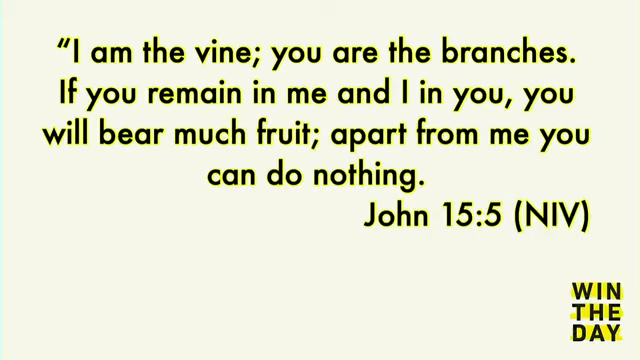 “I am the vine; you are the branches.
If you remain in me and I in you, you
will bear much fruit; apart from me you
can do nothing.
John 15:5 (NIV)
WIN
THE
DAY